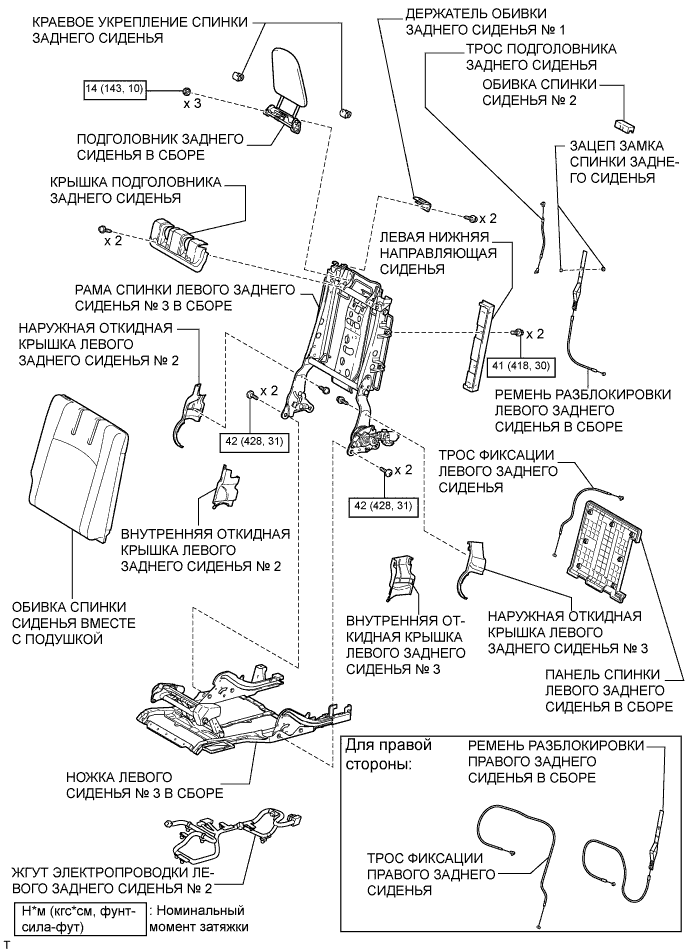 КРАЕВОЕ УКРЕПЛЕНИЕ СПИНКИ
ЗАДНЕГО СИДЕНЬЯ
ДЕРЖАТЕЛЬ ОБИВКИ
ЗАДНЕГО СИДЕНЬЯ № 1
ТРОС ПОДГОЛОВНИКА
ЗАДНЕГО СИДЕНЬЯ
ОБИВКА СПИНКИ
СИДЕНЬЯ № 2
14 (143, 10)
x 3
ПОДГОЛОВНИК ЗАДНЕГО
СИДЕНЬЯ В СБОРЕ
ЗАЦЕП ЗАМКА
СПИНКИ ЗАДНЕ-
ГО СИДЕНЬЯ
КРЫШКА ПОДГОЛОВНИКА
ЗАДНЕГО СИДЕНЬЯ
x 2
x 2
ЛЕВАЯ НИЖНЯЯ
НАПРАВЛЯЮЩАЯ
СИДЕНЬЯ
РАМА СПИНКИ ЛЕВОГО ЗАДНЕГО
СИДЕНЬЯ № 3 В СБОРЕ
НАРУЖНАЯ ОТКИДНАЯ
КРЫШКА ЛЕВОГО
ЗАДНЕГО СИДЕНЬЯ № 2
x 2
41 (418, 30)
x 2
РЕМЕНЬ РАЗБЛОКИРОВКИ
ЛЕВОГО ЗАДНЕГО
СИДЕНЬЯ В СБОРЕ
42 (428, 31)
ТРОС ФИКСАЦИИ
ЛЕВОГО ЗАДНЕГО
СИДЕНЬЯ
x 2
42 (428, 31)
ВНУТРЕННЯЯ ОТКИДНАЯ
КРЫШКА ЛЕВОГО
ЗАДНЕГО СИДЕНЬЯ № 2
ОБИВКА СПИНКИ
СИДЕНЬЯ ВМЕСТЕ
С ПОДУШКОЙ
ВНУТРЕННЯЯ ОТ-
КИДНАЯ КРЫШКА
ЛЕВОГО ЗАДНЕГО
СИДЕНЬЯ № 3
НАРУЖНАЯ ОТКИДНАЯ
КРЫШКА ЛЕВОГО
ЗАДНЕГО СИДЕНЬЯ № 3
ПАНЕЛЬ СПИНКИ
ЛЕВОГО ЗАДНЕГО
СИДЕНЬЯ В СБОРЕ
НОЖКА ЛЕВОГО
СИДЕНЬЯ № 3 В СБОРЕ
Для правой
стороны:
РЕМЕНЬ РАЗБЛОКИРОВКИ
ПРАВОГО ЗАДНЕГО
СИДЕНЬЯ В СБОРЕ
ТРОС ФИКСАЦИИ
ПРАВОГО ЗАДНЕГО
СИДЕНЬЯ
ЖГУТ ЭЛЕКТРОПРОВОДКИ ЛЕ-
ВОГО ЗАДНЕГО СИДЕНЬЯ № 2
Н*м (кгс*см, фунт-
сила-фут)
: Номинальный
момент затяжки
T